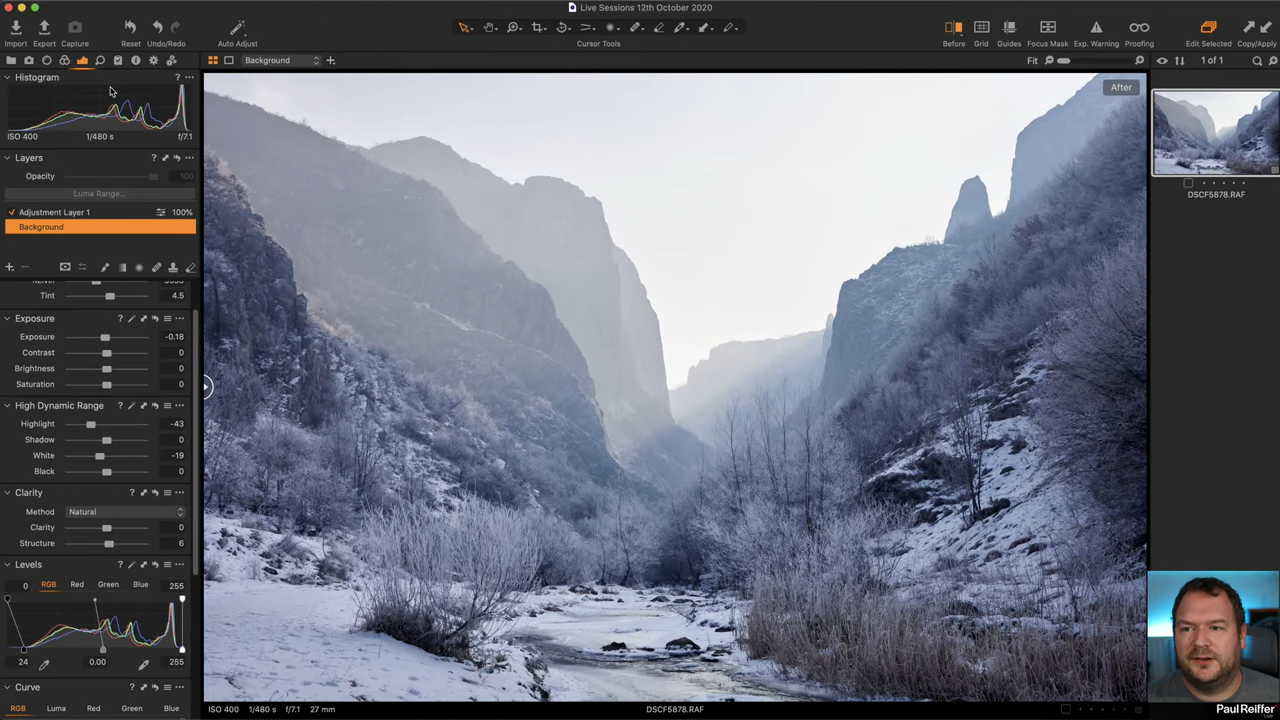 Live Sessions 12th October 2020
Import Export Capture Reset Undo/Redo Auto Adjust Cursor Tools Before Grid Guides Focus Mask Exp. Warning Proofing Edit Selected Copy/Apply
Background Fit 1 of 1
Histogram ?
ISO 400 1/480 s f/7.1
Layers ?
Opacity 100
Luma Range...
Adjustment Layer 1 100%
Background
Tint 4.5
Exposure ?
Exposure -0.18
Contrast 0
Brightness 0
Saturation 0
High Dynamic Range ?
Highlight -43
Shadow 0
White -19
Black 0
Clarity ?
Method Natural
Clarity 0
Structure 6
Levels ?
0 RGB Red Green Blue 255
24 0.00 255
Curve ?
RGB Luma Red Green Blue
After
DSCF5878.RAF
ISO 400 1/480 s f/7.1 27 mm DSCF5878.RAF
Paul Reiffer
Live